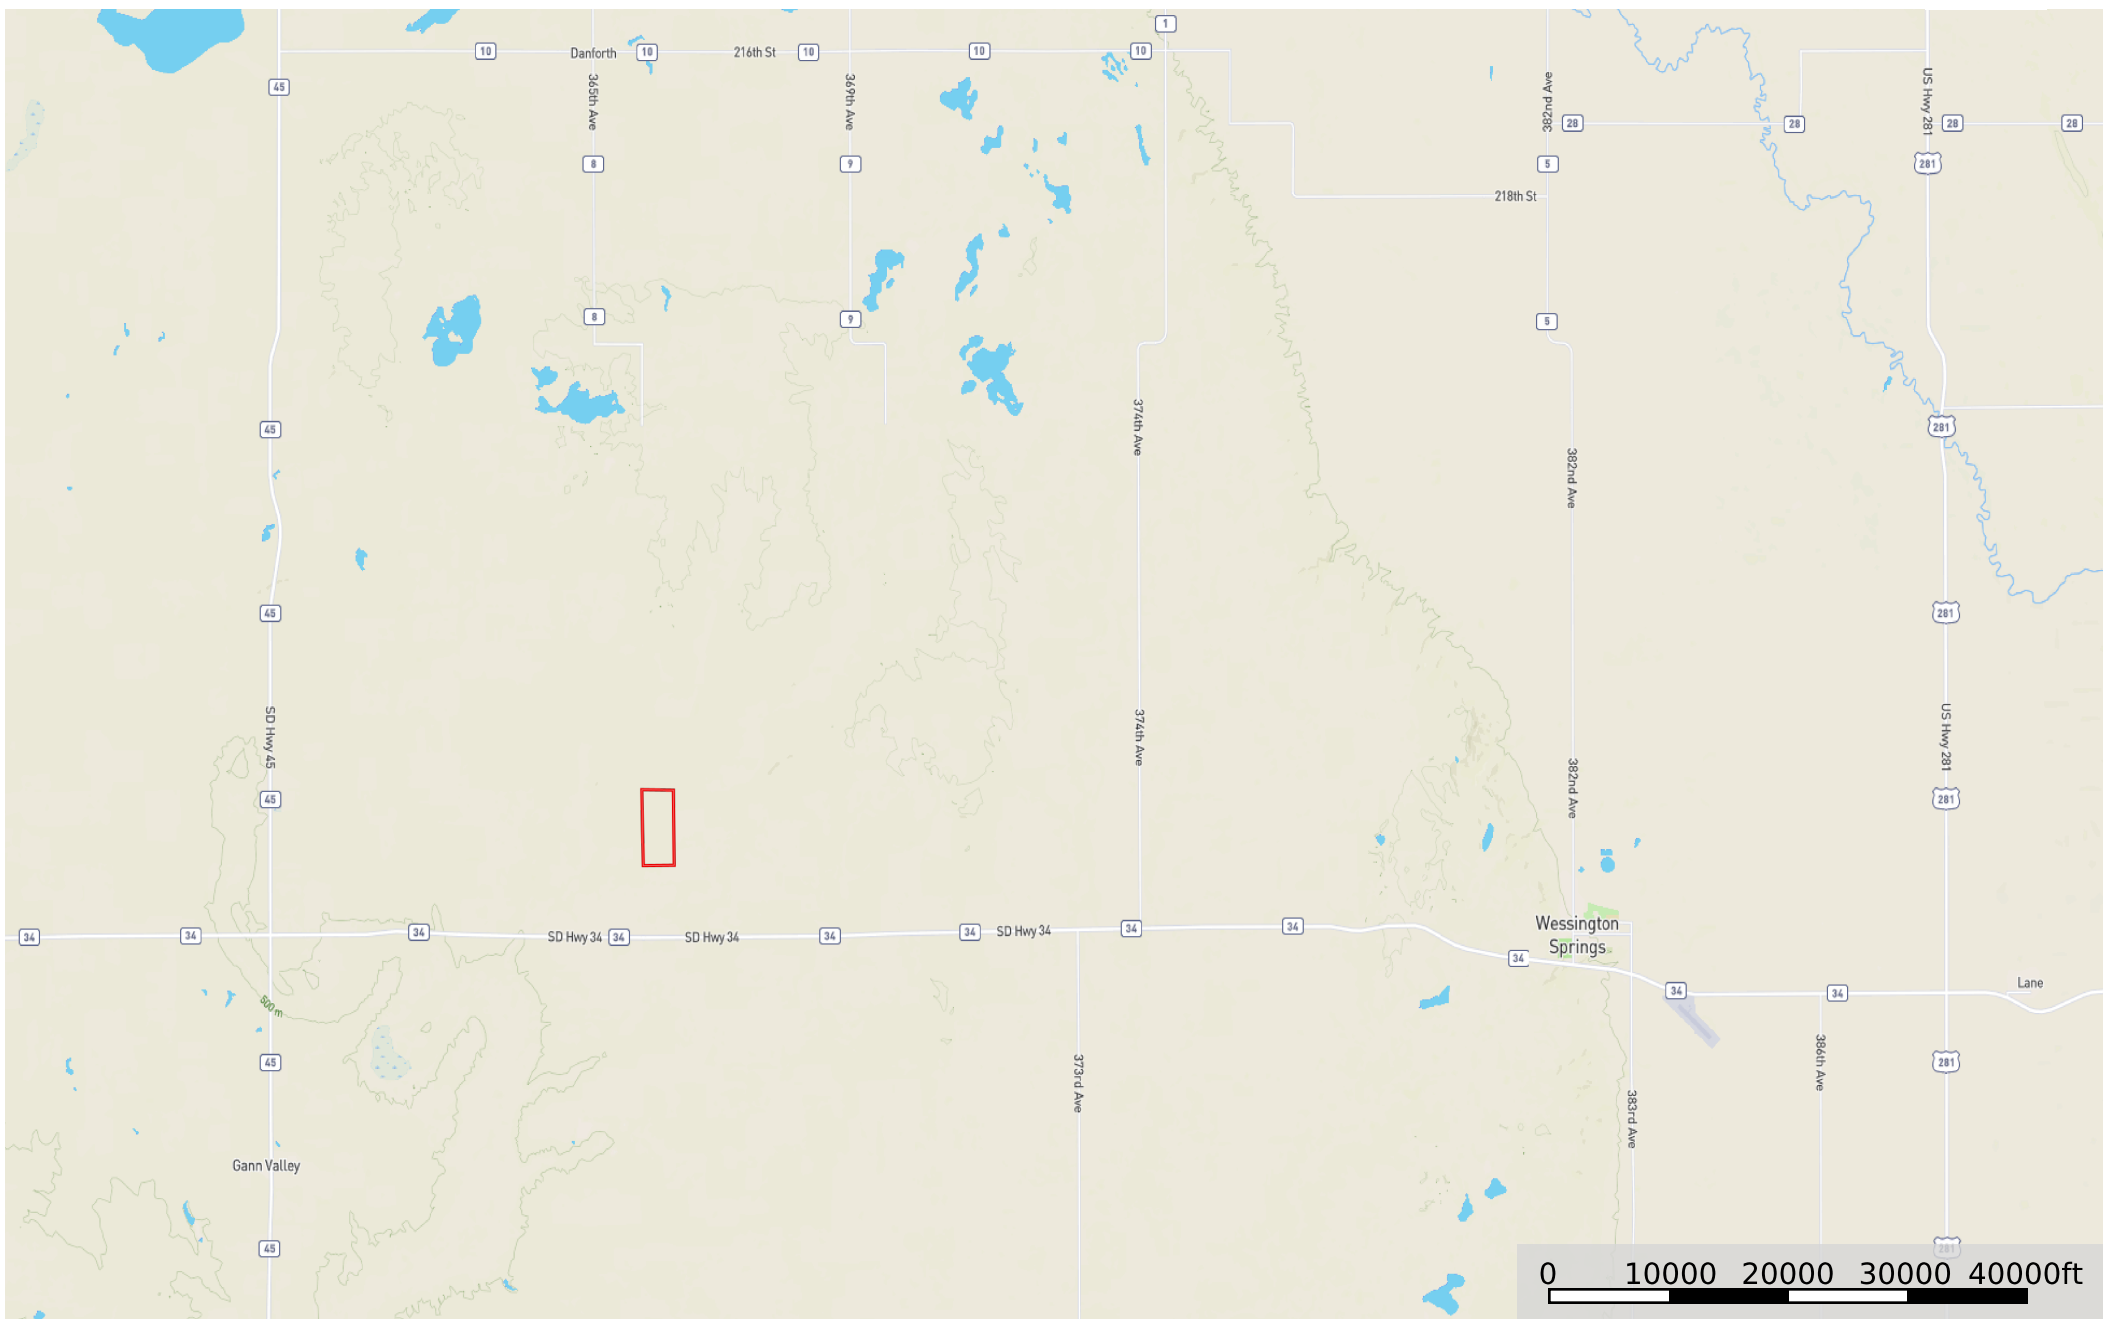 1
10
Danforth
10
216th St
10
10
10
45
365th Ave
369th Ave
382nd Ave
US Hwy 281
28
28
28
28
8
9
5
281
218th St
8
9
5
45
374th Ave
281
382nd Ave
45
281
SD Hwy 45
374th Ave
US Hwy 281
382nd Ave
45
281
34
34
34
SD Hwy 34
34
SD Hwy 34
34
34
SD Hwy 34
34
34
Wessington
Springs
34
34
34
Lane
500 m
45
373rd Ave
386th Ave
281
383rd Ave
Gann Valley
45
281
0 10000 20000 30000 40000ft